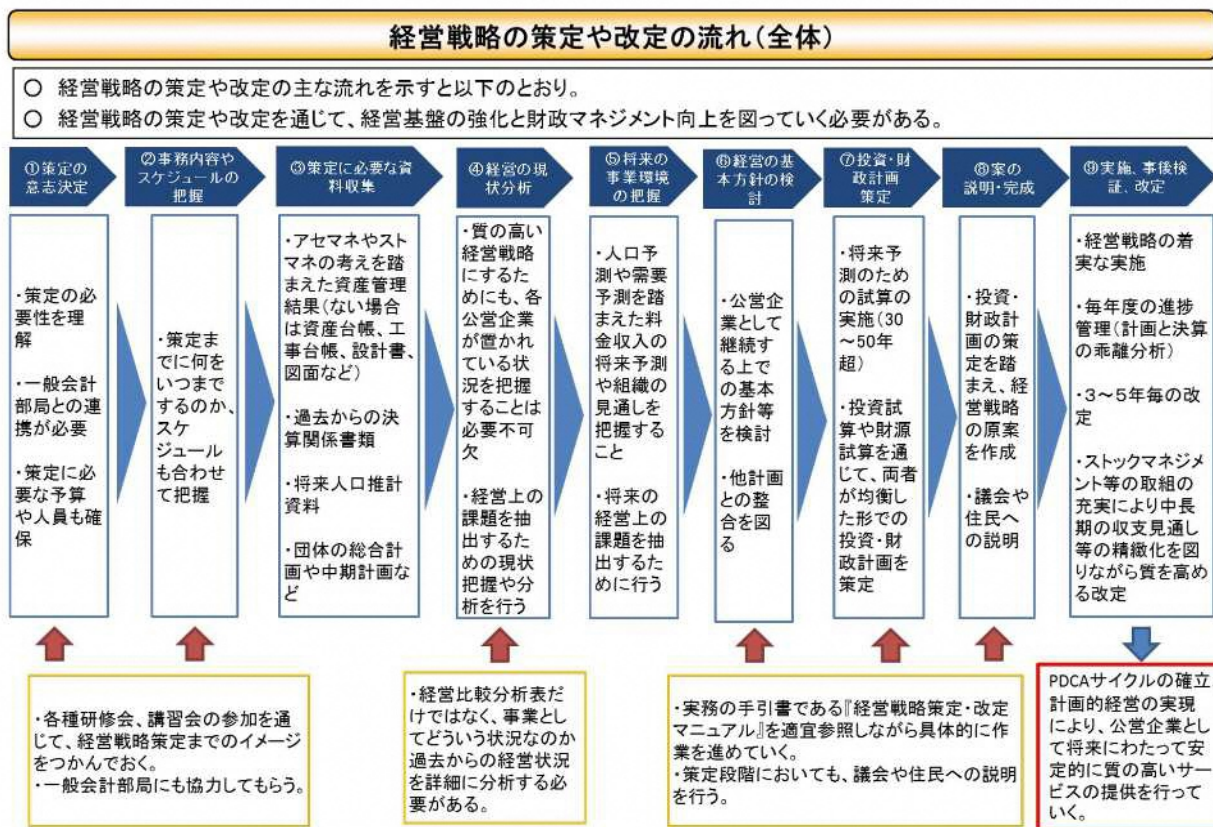 経営戦略の策定や改定の流れ(全体)
○ 経営戦略の策定や改定の主な流れを示すと以下のとおり。
○ 経営戦略の策定や改定を通じて、経営基盤の強化と財政マネジメント向上を図っていく必要がある。
①策定の
意志決定
・策定の必
要性を理
解
・一般会計
部局との連
携が必要
・策定に必
要な予算
や人員も確
保
②事務内容や
スケジュールの
把握
・策定ま
でに何を
いつまで
するのか、
スケ
ジュール
も合わせ
て把握
③策定に必要な資
料収集
・アセマネやスト
マネの考えを踏
まえた資産管理
結果(ない場合
は資産台帳、工
事台帳、設計書、
図面など)
・過去からの決
算関係書類
・将来人口推計
資料
・団体の総合計
画や中期計画な
ど
④経営の現
状分析
・質の高い
経営戦略
にするた
めにも、各
公営企業
が置かれ
ている状
況を把握
することは
必要不可
欠
・経営上の
課題を抽
出するため
の現状
把握や分
析を行う
⑤将来の
事業環境
の把握
・人口予
測や需要
予測を踏
まえた料
金収入の
将来予測
や組織の
見通しを
把握する
こと
・将来の
経営上の
課題を抽
出するた
めに行う
⑥経営の基
本方針の検
討
・公営企
業として
継続する
上での基
本方針等
を検討
・他計画
との整
合を図
る
⑦投資・財
政計画
策定
・将来予
測のため
の試算の
実施(30
～50年
超)
・投資試
算や財源
試算を通
じて、両者
が均衡し
た形での
投資・財
政計画を
策定
⑧案の
説明・完成
・投資・
財政計
画の策
定を踏
まえ、経
営戦略
の原案
を作成
・議会や
住民へ
の説明
⑨実施、事後検
証、改定
・経営戦略の着
実な実施
・毎年度の進捗
管理(計画と決算
の乖離分析)
・3～5年毎の改
定
・ストックマネジメ
ント等の取組の
充実により中長
期の収支見通し
等の精緻化を図
りながら質を高め
る改定
・各種研修会、講習会の参加を通
じて、経営戦略策定までのイメージ
をつかんでおく。
・一般会計部局にも協力してもらう。
・経営比較分析表だ
けではなく、事業とし
てどういう状況なのか
過去からの経営状況
を詳細に分析する必
要がある。
・実務の手引書である『経営戦略策定・改定
マニュアル』を適宜参照しながら具体的に作
業を進めていく。
・策定段階においても、議会や住民への説明
を行う。
PDCAサイクルの確立
計画的経営の実現
により、公営企業とし
て将来にわたって安
定的に質の高いサー
ビスの提供を行って
いく。